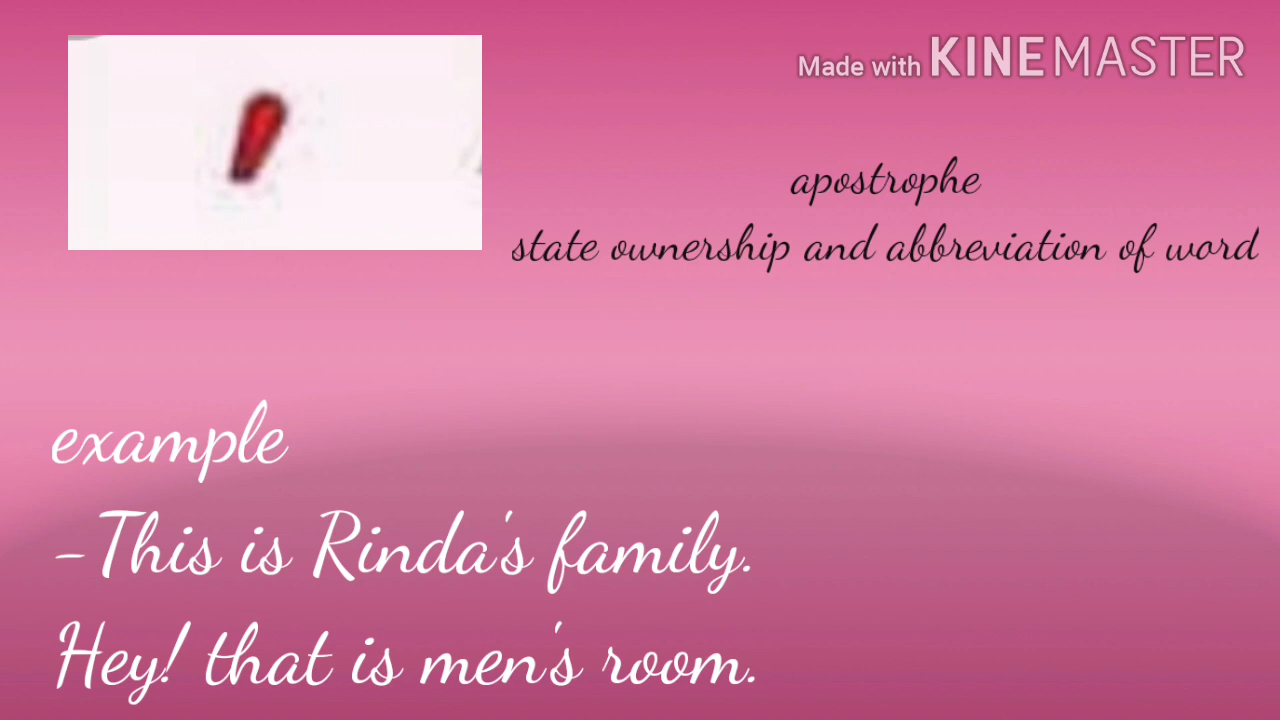 Made with KINEMASTER
apostrophe
state ownership and abbreviation of word
example
-This is Rinda's family.
Hey! that is men's room.